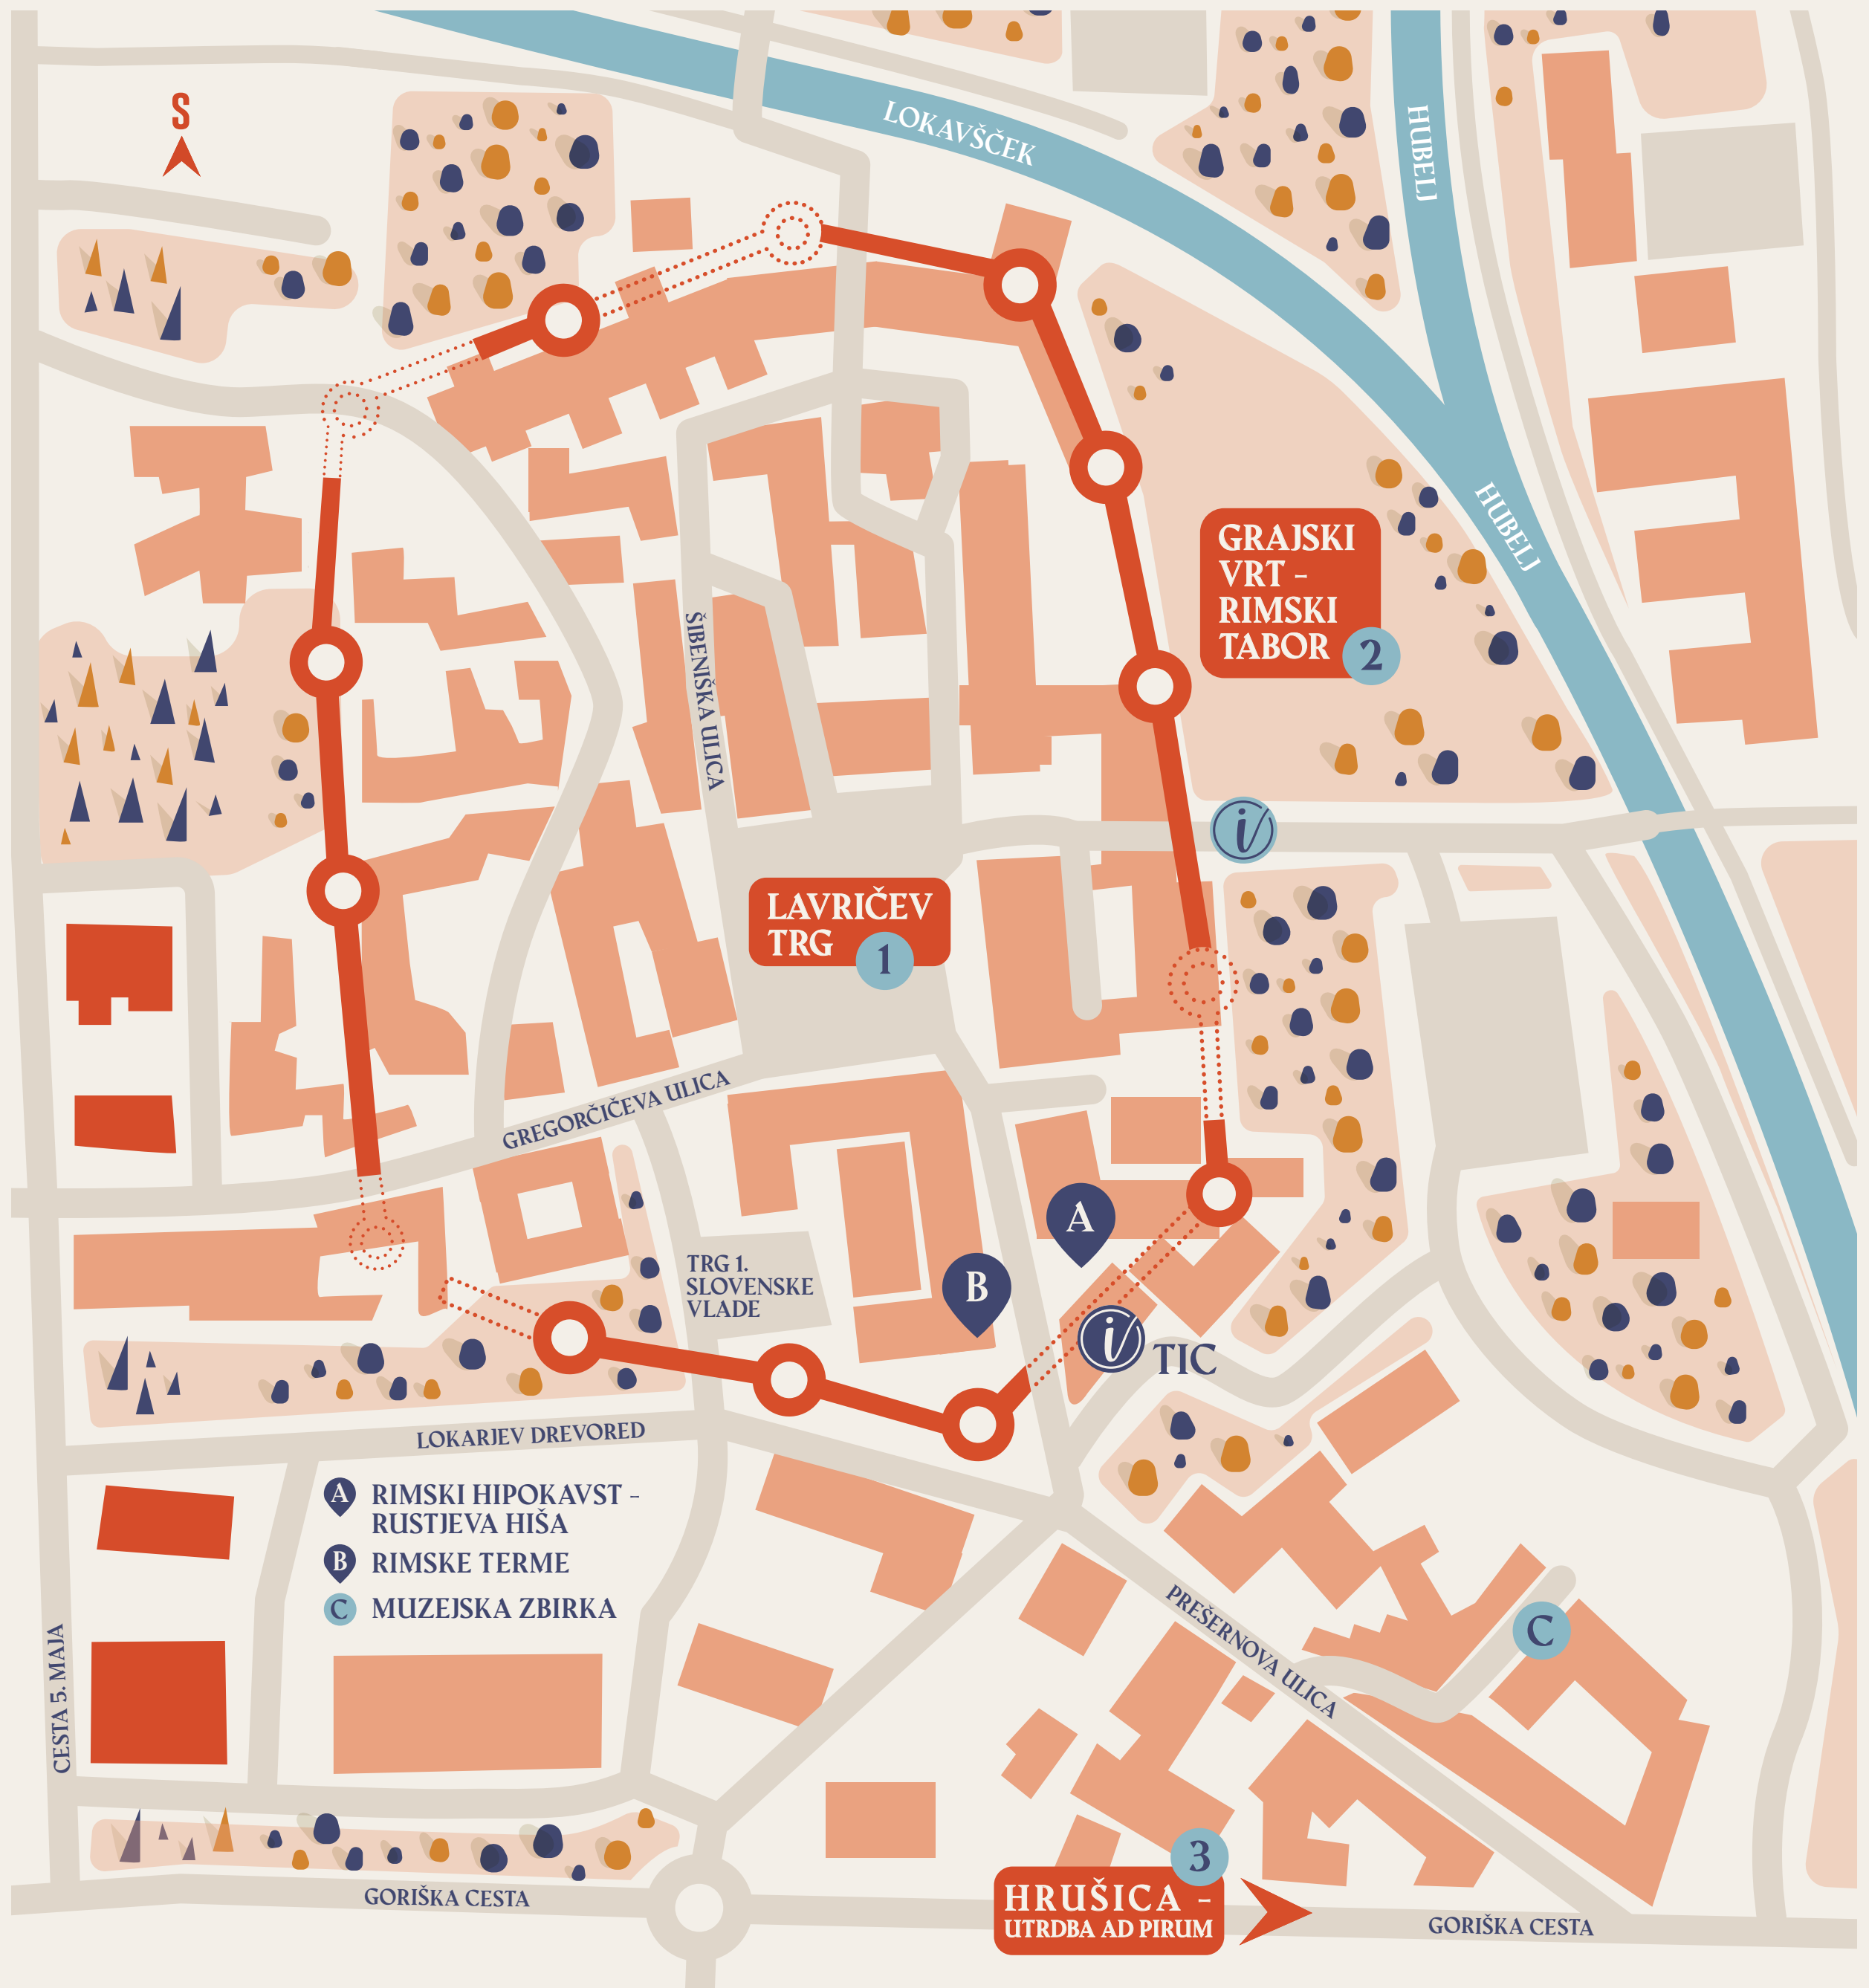 S
LOKAVŠČEK
HUBELJ
HUBELJ
GRAJSKI
VRT –
RIMSKI
TABOR
2
ŠIBENIŠKA ULICA
i
LAVRIČEV
TRG
1
GREGORČIČEVA ULICA
A
B
TRG 1.
SLOVENSKE
VLADE
i
TIC
LOKARJEV DREVORED
A RIMSKI HIPOKAVST –
RUSTJEVA HIŠA
B RIMSKE TERME
C MUZEJSKA ZBIRKA
CESTA 5. MAJA
PREŠERNOVA ULICA
C
3
HRUŠICA –
UTRDBA AD PIRUM
GORIŠKA CESTA
GORIŠKA CESTA